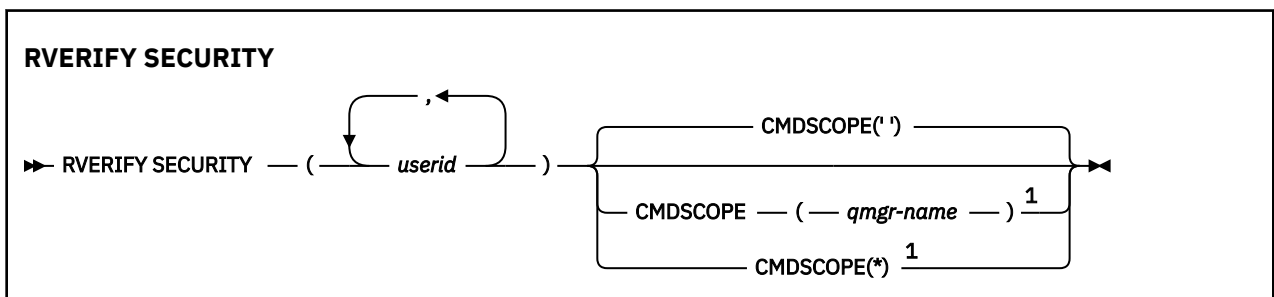 RVERIFY SECURITY
,
CMDSCOPE(' ')
RVERIFY SECURITY ( userid )
CMDSCOPE ( qmgr-name ) 1
CMDSCOPE(*) 1